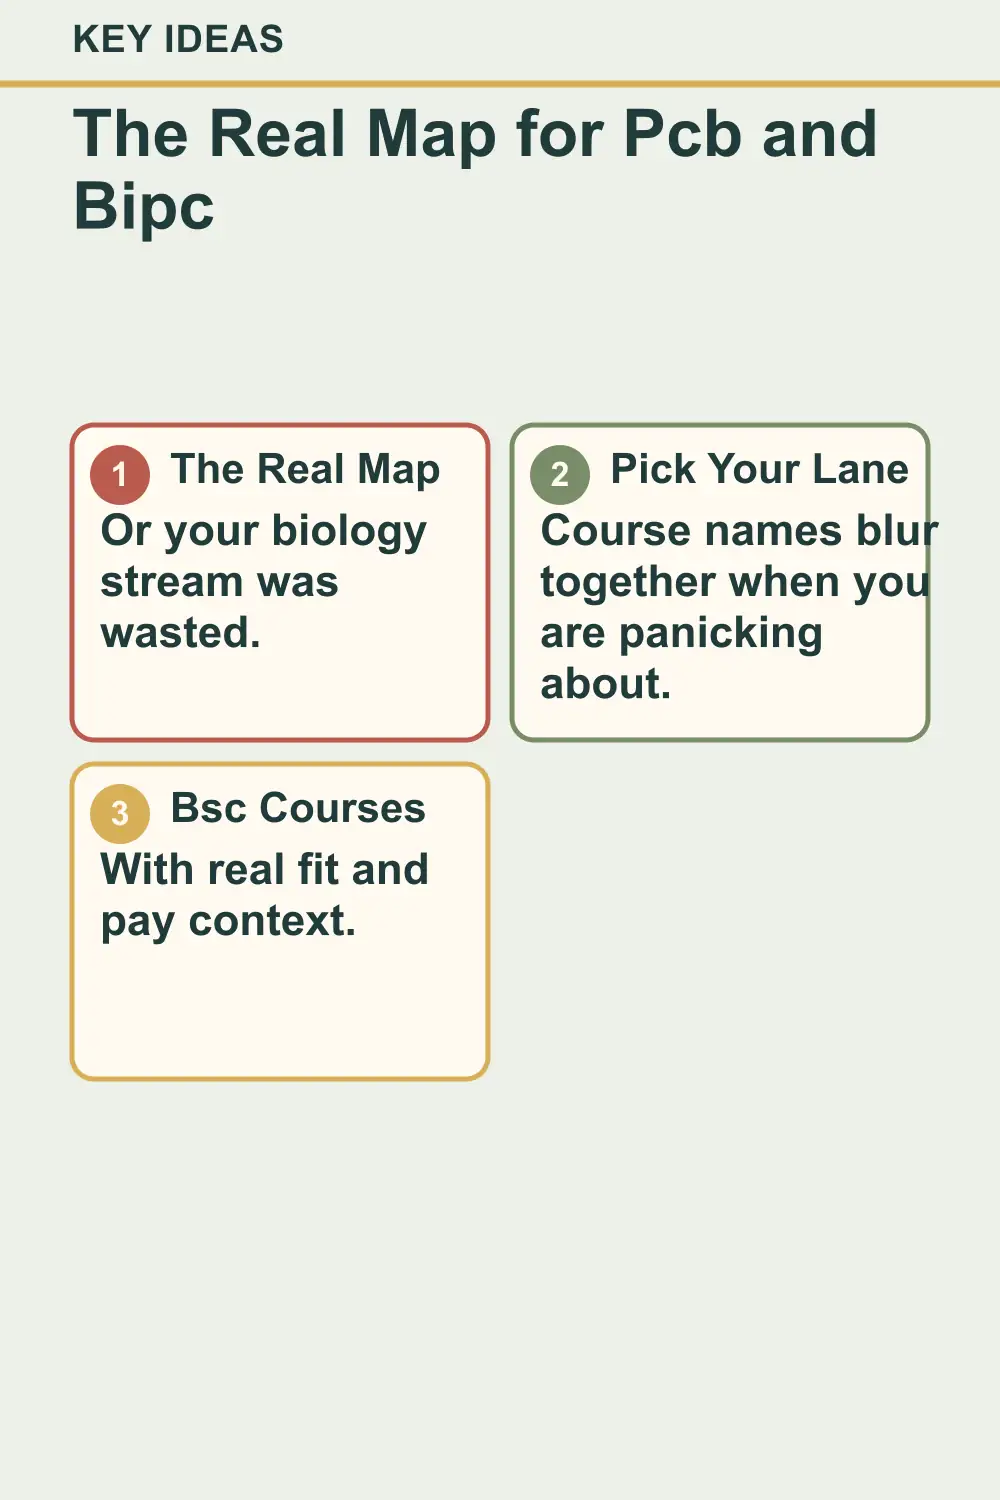 KEY IDEAS
The Real Map for Pcb and
Bipc
1 The Real Map
Or your biology
stream was
wasted.
2 Pick Your Lane
Course names blur
together when you
are panicking
about.
3 Bsc Courses
With real fit and
pay context.